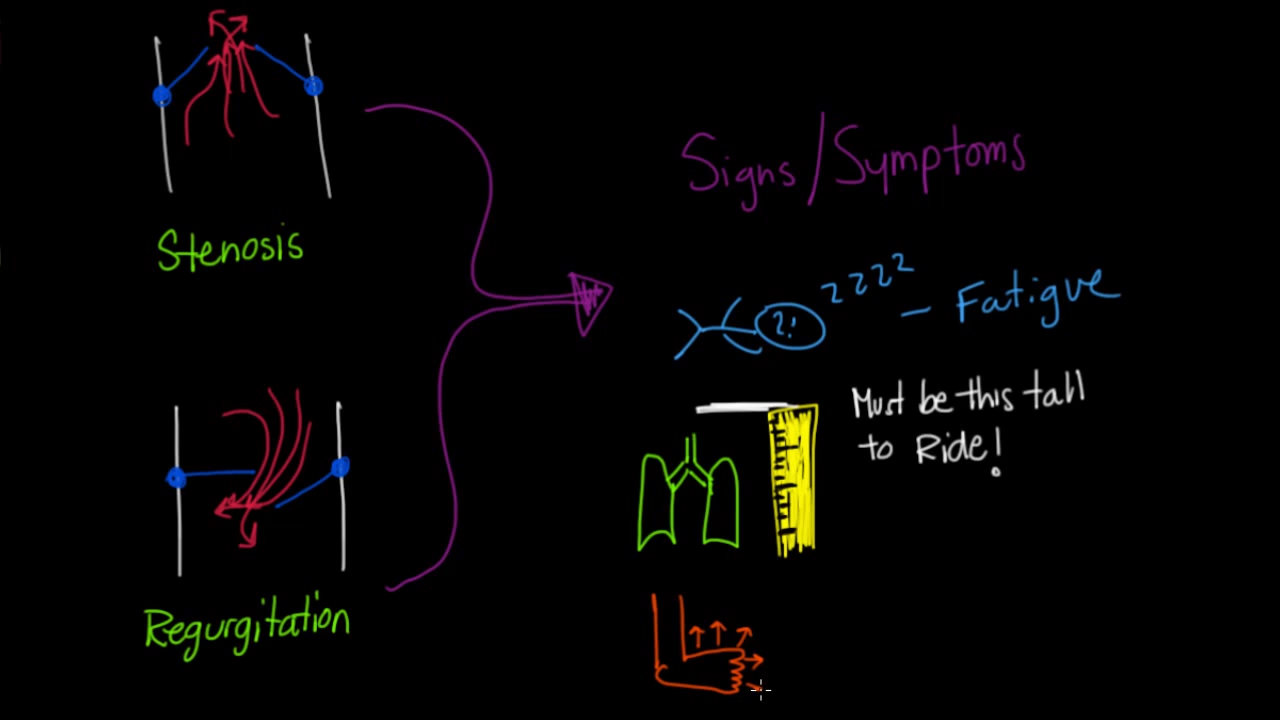 Stenosis
Regurgitation
Signs/Symptoms
?!
zzzz
- Fatigue
Must be this tall
to Ride!